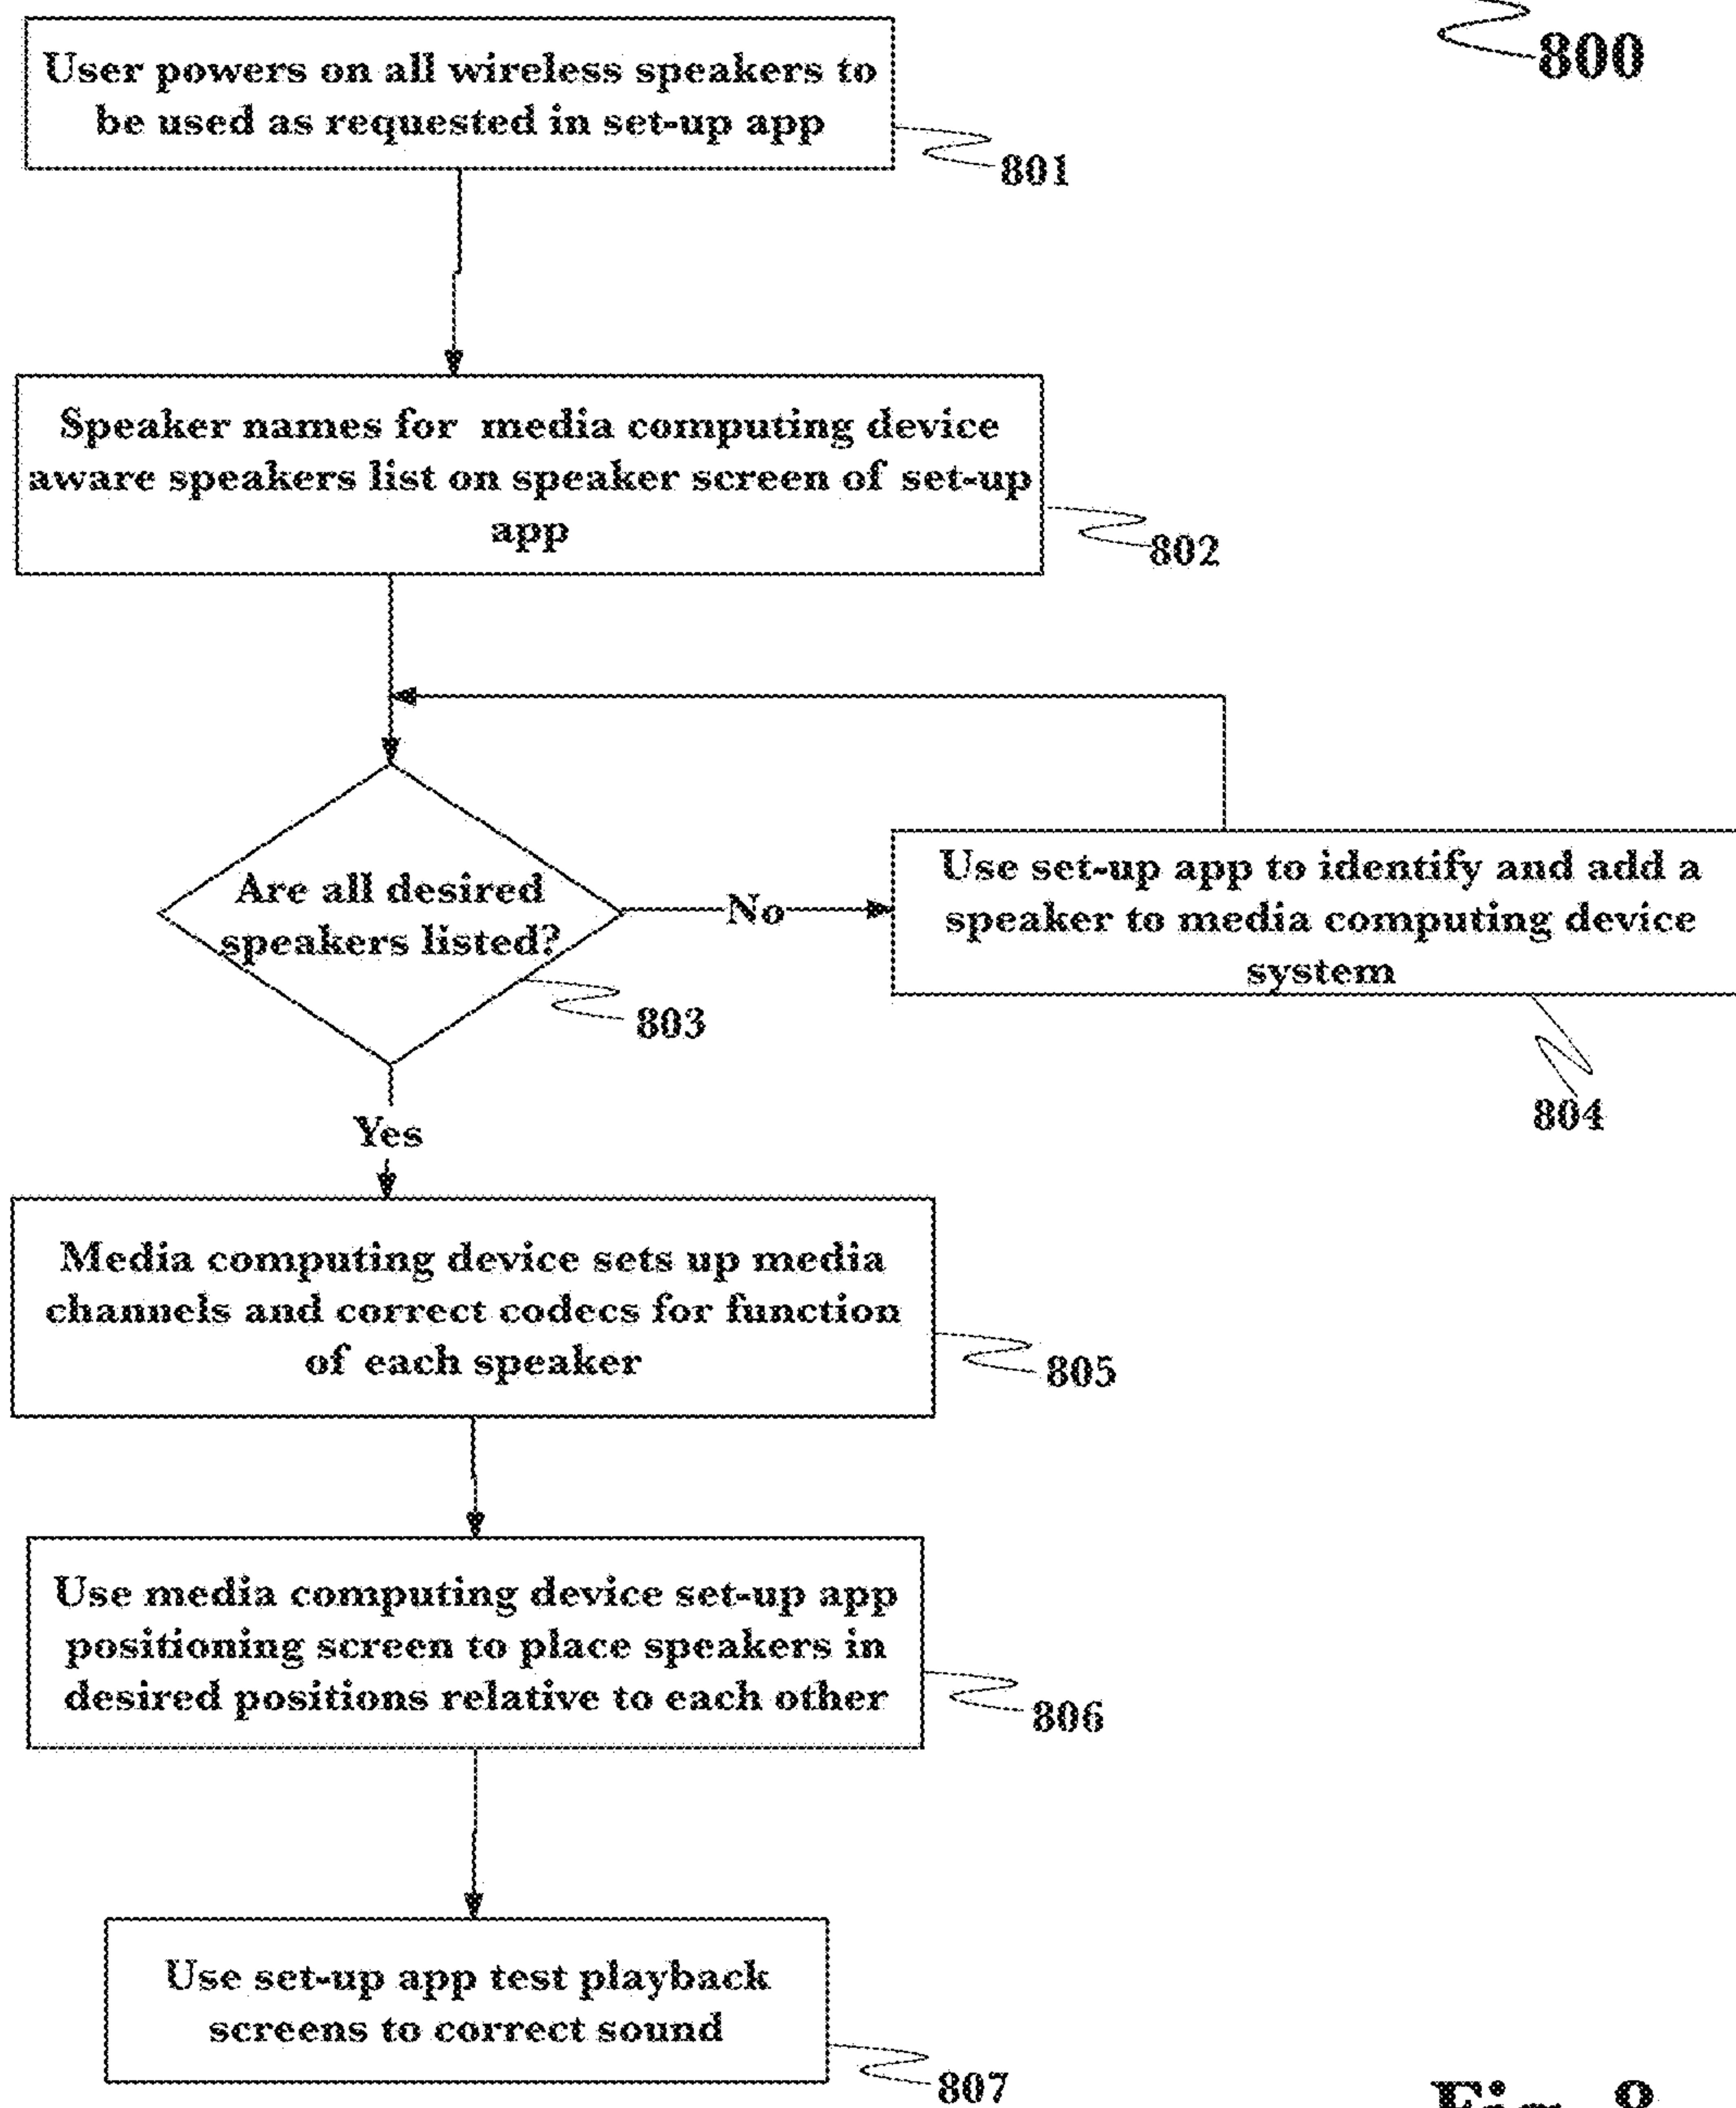 800
User powers on all wireless speakers to
be used as requested in set-up app
801
Speaker names for media computing device
aware speakers list on speaker screen of set-up
app
802
Are all desired
speakers listed?
803
No
Use set-up app to identify and add a
speaker to media computing device
system
804
Yes
Media computing device sets up media
channels and correct codecs for function
of each speaker
805
Use media computing device set-up app
positioning screen to place speakers in
desired positions relative to each other
806
Use set-up app test playback
screens to correct sound
807
Fig. 8